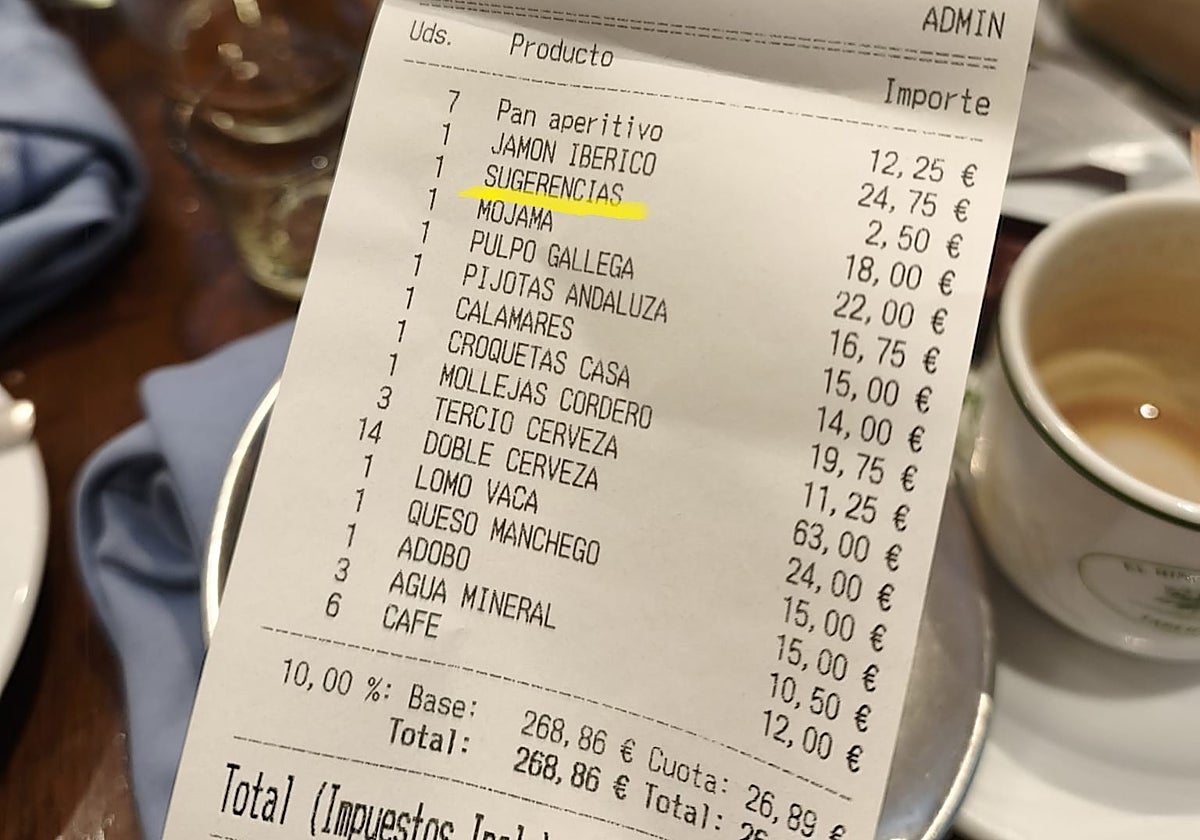 ADMIN
Uds. Producto Importe
7 Pan aperitivo 12,25 €
1 JAMON IBERICO 24,75 €
1 SUGERENCIAS 2,50 €
1 MOJAMA 18,00 €
1 PULPO GALLEGA 22,00 €
1 PIJOTAS ANDALUZA 16,75 €
1 CALAMARES 15,00 €
1 CROQUETAS CASA 14,00 €
1 MOLLEJAS CORDERO 19,75 €
3 TERCIO CERVEZA 11,25 €
14 DOBLE CERVEZA 63,00 €
1 LOMO VACA 24,00 €
1 QUESO MANCHEGO 15,00 €
1 ADOBO 15,00 €
3 AGUA MINERAL 10,50 €
6 CAFE 12,00 €
10,00 %: Base: 268,86 € Cuota: 26,89 €
Total: 268,86 € Total: 26
Total (Impuestos